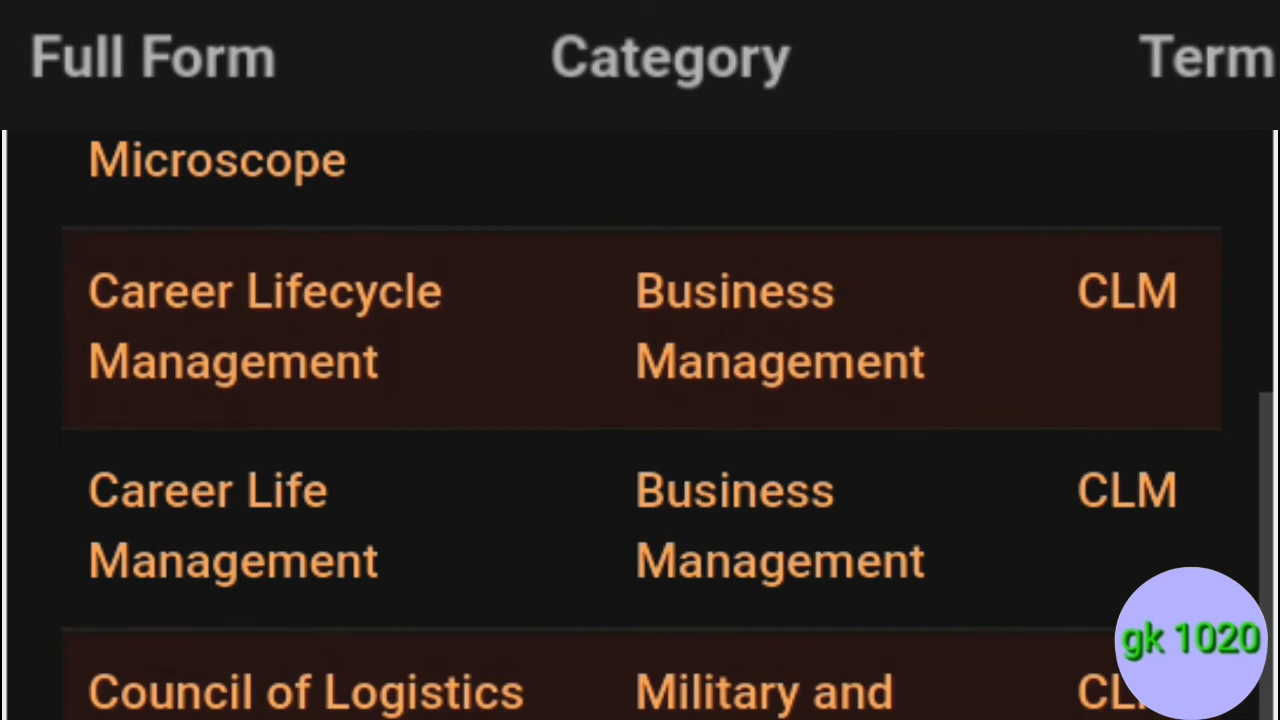 Full Form Category Term
Microscope
Career Lifecycle Business CLM
Management Management
Career Life Business CLM
Management Management
gk 1020
Council of Logistics Military and